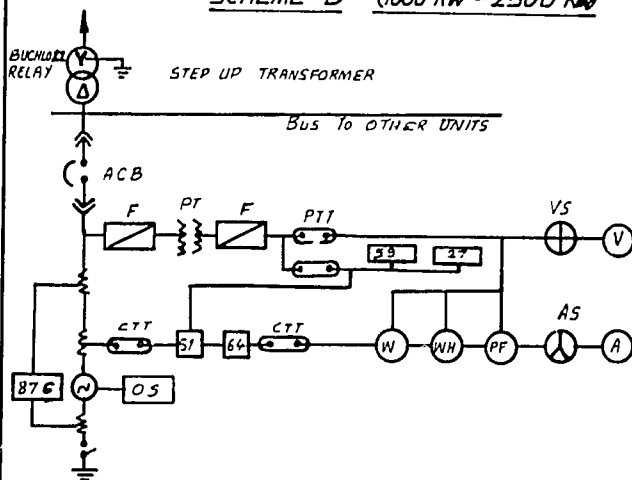 SCHEME D (1000 KW - 2500 KW)
BUCHLOZ
RELAY
Y
Δ
STEP UP TRANSFORMER
BUS TO OTHER UNITS
ACB
F
PT
F
PTT
VS
V
59
27
CTT
51
64
CTT
W
WH
PF
AS
A
87G
~
OS